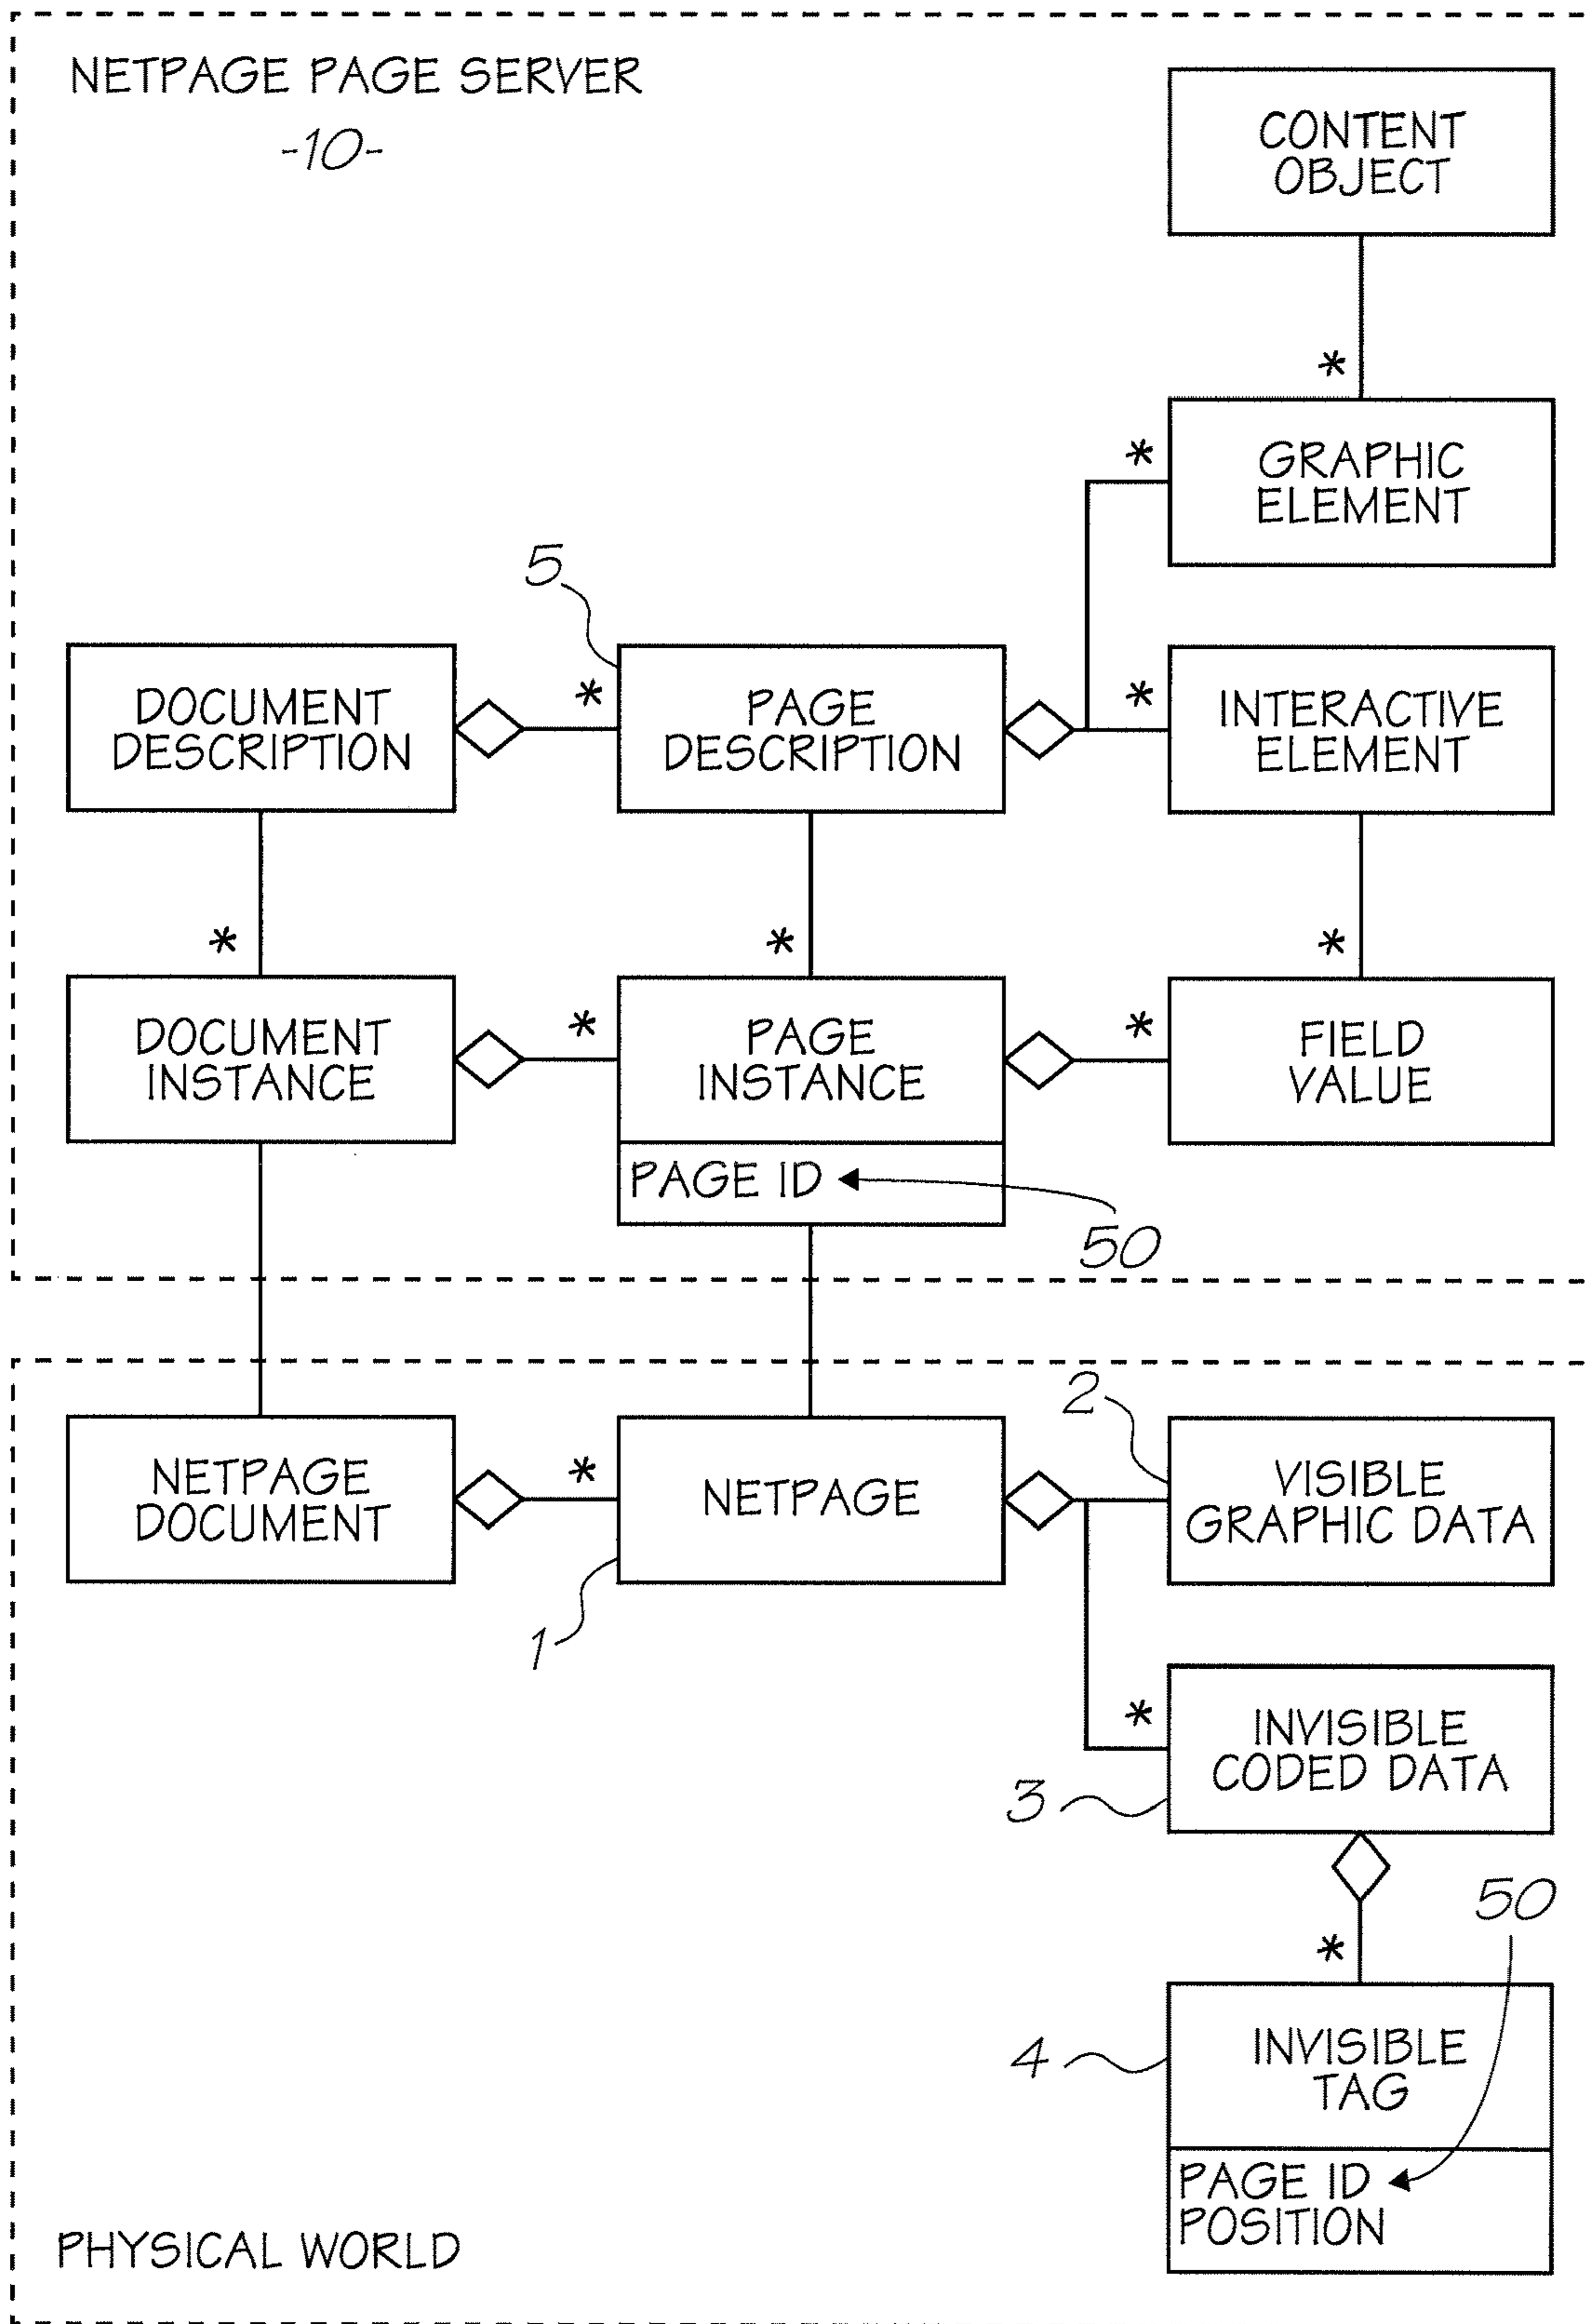 NETPAGE PAGE SERVER
-10-
CONTENT
OBJECT
*
*
GRAPHIC
ELEMENT
5
DOCUMENT
DESCRIPTION
*
PAGE
DESCRIPTION
*
INTERACTIVE
ELEMENT
*
*
*
DOCUMENT
INSTANCE
*
PAGE
INSTANCE
*
FIELD
VALUE
PAGE ID
50
NETPAGE
DOCUMENT
*
NETPAGE
1
2
VISIBLE
GRAPHIC DATA
*
INVISIBLE
CODED DATA
3
*
50
4
INVISIBLE
TAG
PAGE ID
POSITION
PHYSICAL WORLD